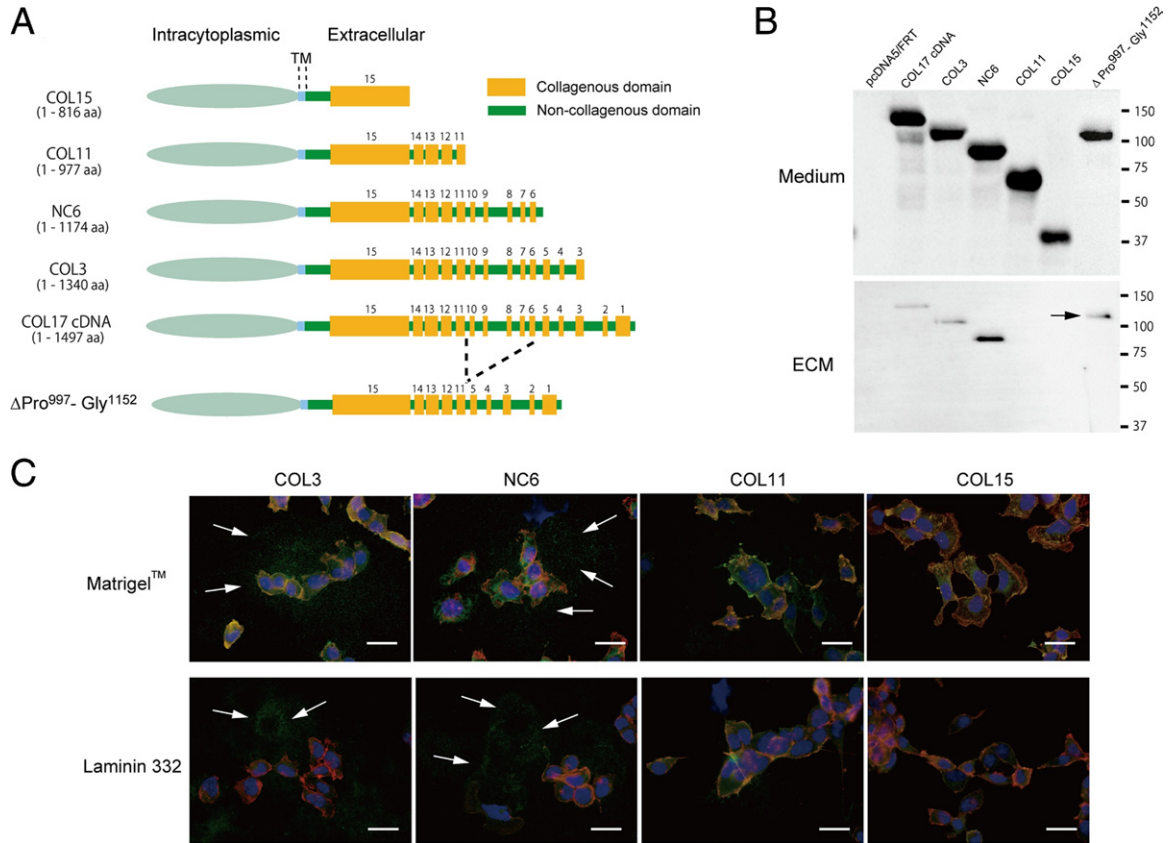 A
Intracytoplasmic Extracellular
TM
15
COL15
(1 - 816 aa)
Collagenous domain
Non-collagenous domain
15 14 13 12 11
COL11
(1 - 977 aa)
15 14 13 12 11 10 9 8 7 6
NC6
(1 - 1174 aa)
15 14 13 12 11 10 9 8 7 6 5 4 3
COL3
(1 - 1340 aa)
15 14 13 12 11 10 9 8 7 6 5 4 3 2 1
COL17 cDNA
(1 - 1497 aa)
15 14 13 12 11 5 4 3 2 1
ΔPro⁹⁹⁷- Gly¹¹⁵²
B
pcDNA5/FRT
COL17 cDNA
COL3
NC6
COL11
COL15
Δ Pro⁹⁹⁷- Gly¹¹⁵²
Medium
150
100
75
50
37
ECM
150
100
75
50
37
C
COL3 NC6 COL11 COL15
Matrigel™
Laminin 332